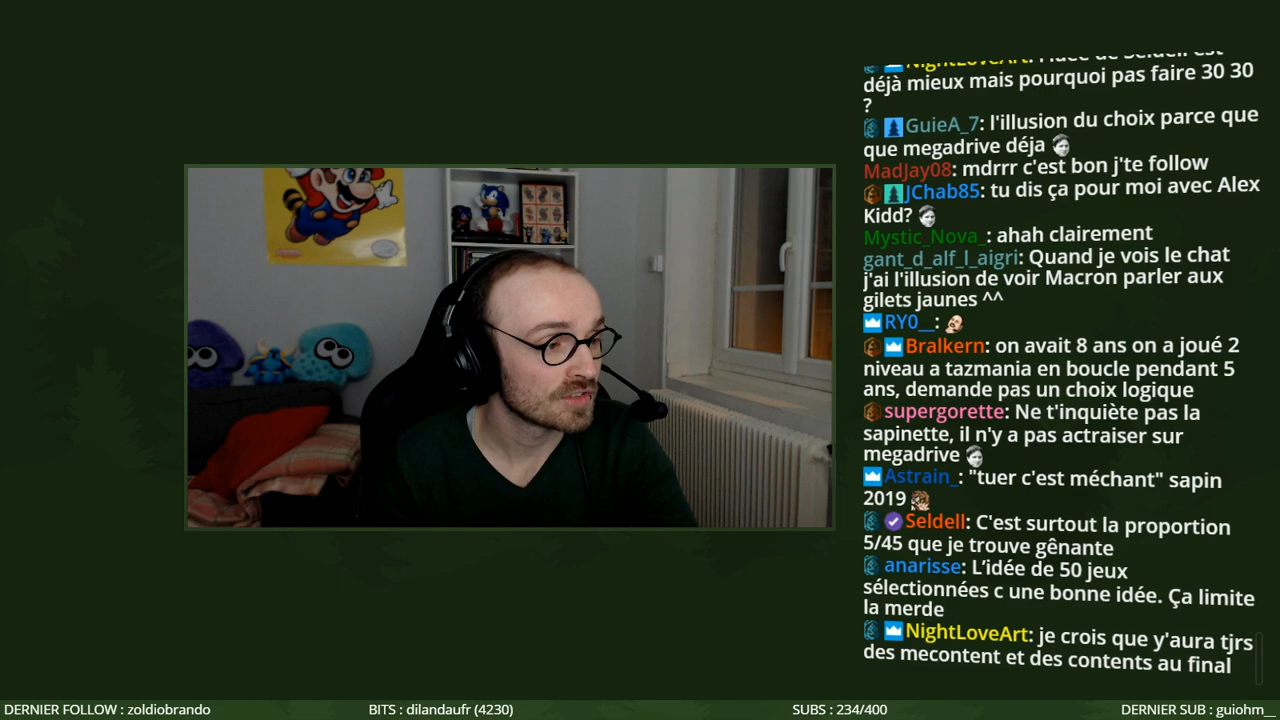 NightLoveArt:
déjà mieux mais pourquoi pas faire 30 30
?
GuieA_7: l'illusion du choix parce que
que megadrive déja
MadJay08: mdrrr c'est bon j'te follow
JChab85: tu dis ça pour moi avec Alex
Kidd?
Mystic_Nova_: ahah clairement
gant_d_alf_l_aigri: Quand je vois le chat
j'ai l'illusion de voir Macron parler aux
gilets jaunes ^^
RY0__:
Bralkern: on avait 8 ans on a joué 2
niveau a tazmania en boucle pendant 5
ans, demande pas un choix logique
supergorette: Ne t'inquiète pas la
sapinette, il n'y a pas actraiser sur
megadrive
Astrain_: "tuer c'est méchant" sapin
2019
Seldell: C'est surtout la proportion
5/45 que je trouve gênante
anarisse: L'idée de 50 jeux
sélectionnées c une bonne idée. Ça limite
la merde
NightLoveArt: je crois que y'aura tjrs
des mecontent et des contents au final
DERNIER FOLLOW : zoldiobrando BITS : dilandaufr (4230) SUBS : 234/400 DERNIER SUB : guiohm__